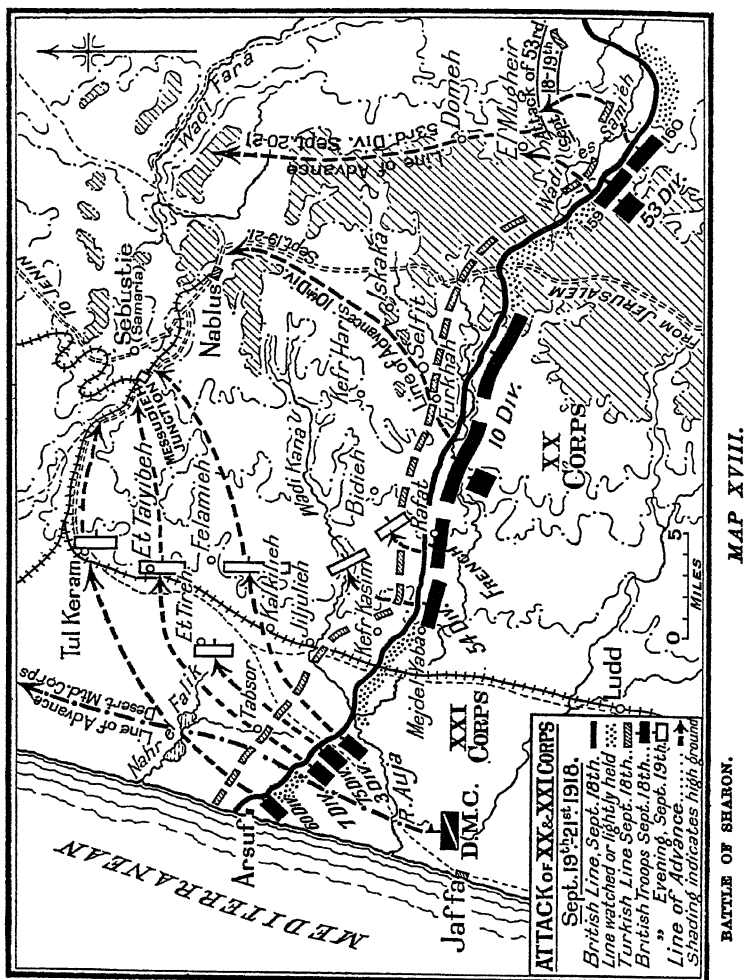 ATTACK OF XX & XXI CORPS
Sept. 19th-21st 1918.
British Line, Sept. 18th.
Line watched or lightly held
Turkish Line Sept. 18th.
British Troops Sept. 18th.
„ Evening, Sept. 19th
Line of Advance
Shading indicates high ground
MEDITERRANEAN
Jaffa
Arsuf
D.M.C.
R. Auja
60 Div.
7 Div.
75 Div.
3 Div.
XXI
CORPS
Ludd
Nahr Falik
Line of Advance
Desert Mtd. Corps
Tabsor
Tul Keram
Et Tireh
Et Taiyibeh
Felamieh
Kalkilieh
Jiljulieh
Kefr Kasim
Mejdel Yaba
54 Div.
FRENCH
Rafat
Bidieh
Wadi Kana
Kefr Haris
MESSUDIEH
JUNCTION
Sebustie
(Samaria)
TO JENIN
Nablus
Line of Advance 10th Div. Sept. 19-21
Iskaka
Selfit
Furkhah
10 Div.
XX
CORPS
FROM JERUSALEM
Wadi Fara
Line of Advance
53rd Div. Sept. 20-21
Domeh
El Mugheir
Attack of 53rd
Sept. 18-19th
Wadi es Samieh
159
160
53 Div.
0 5
MILES
MAP XVIII.
BATTLE OF SHARON.